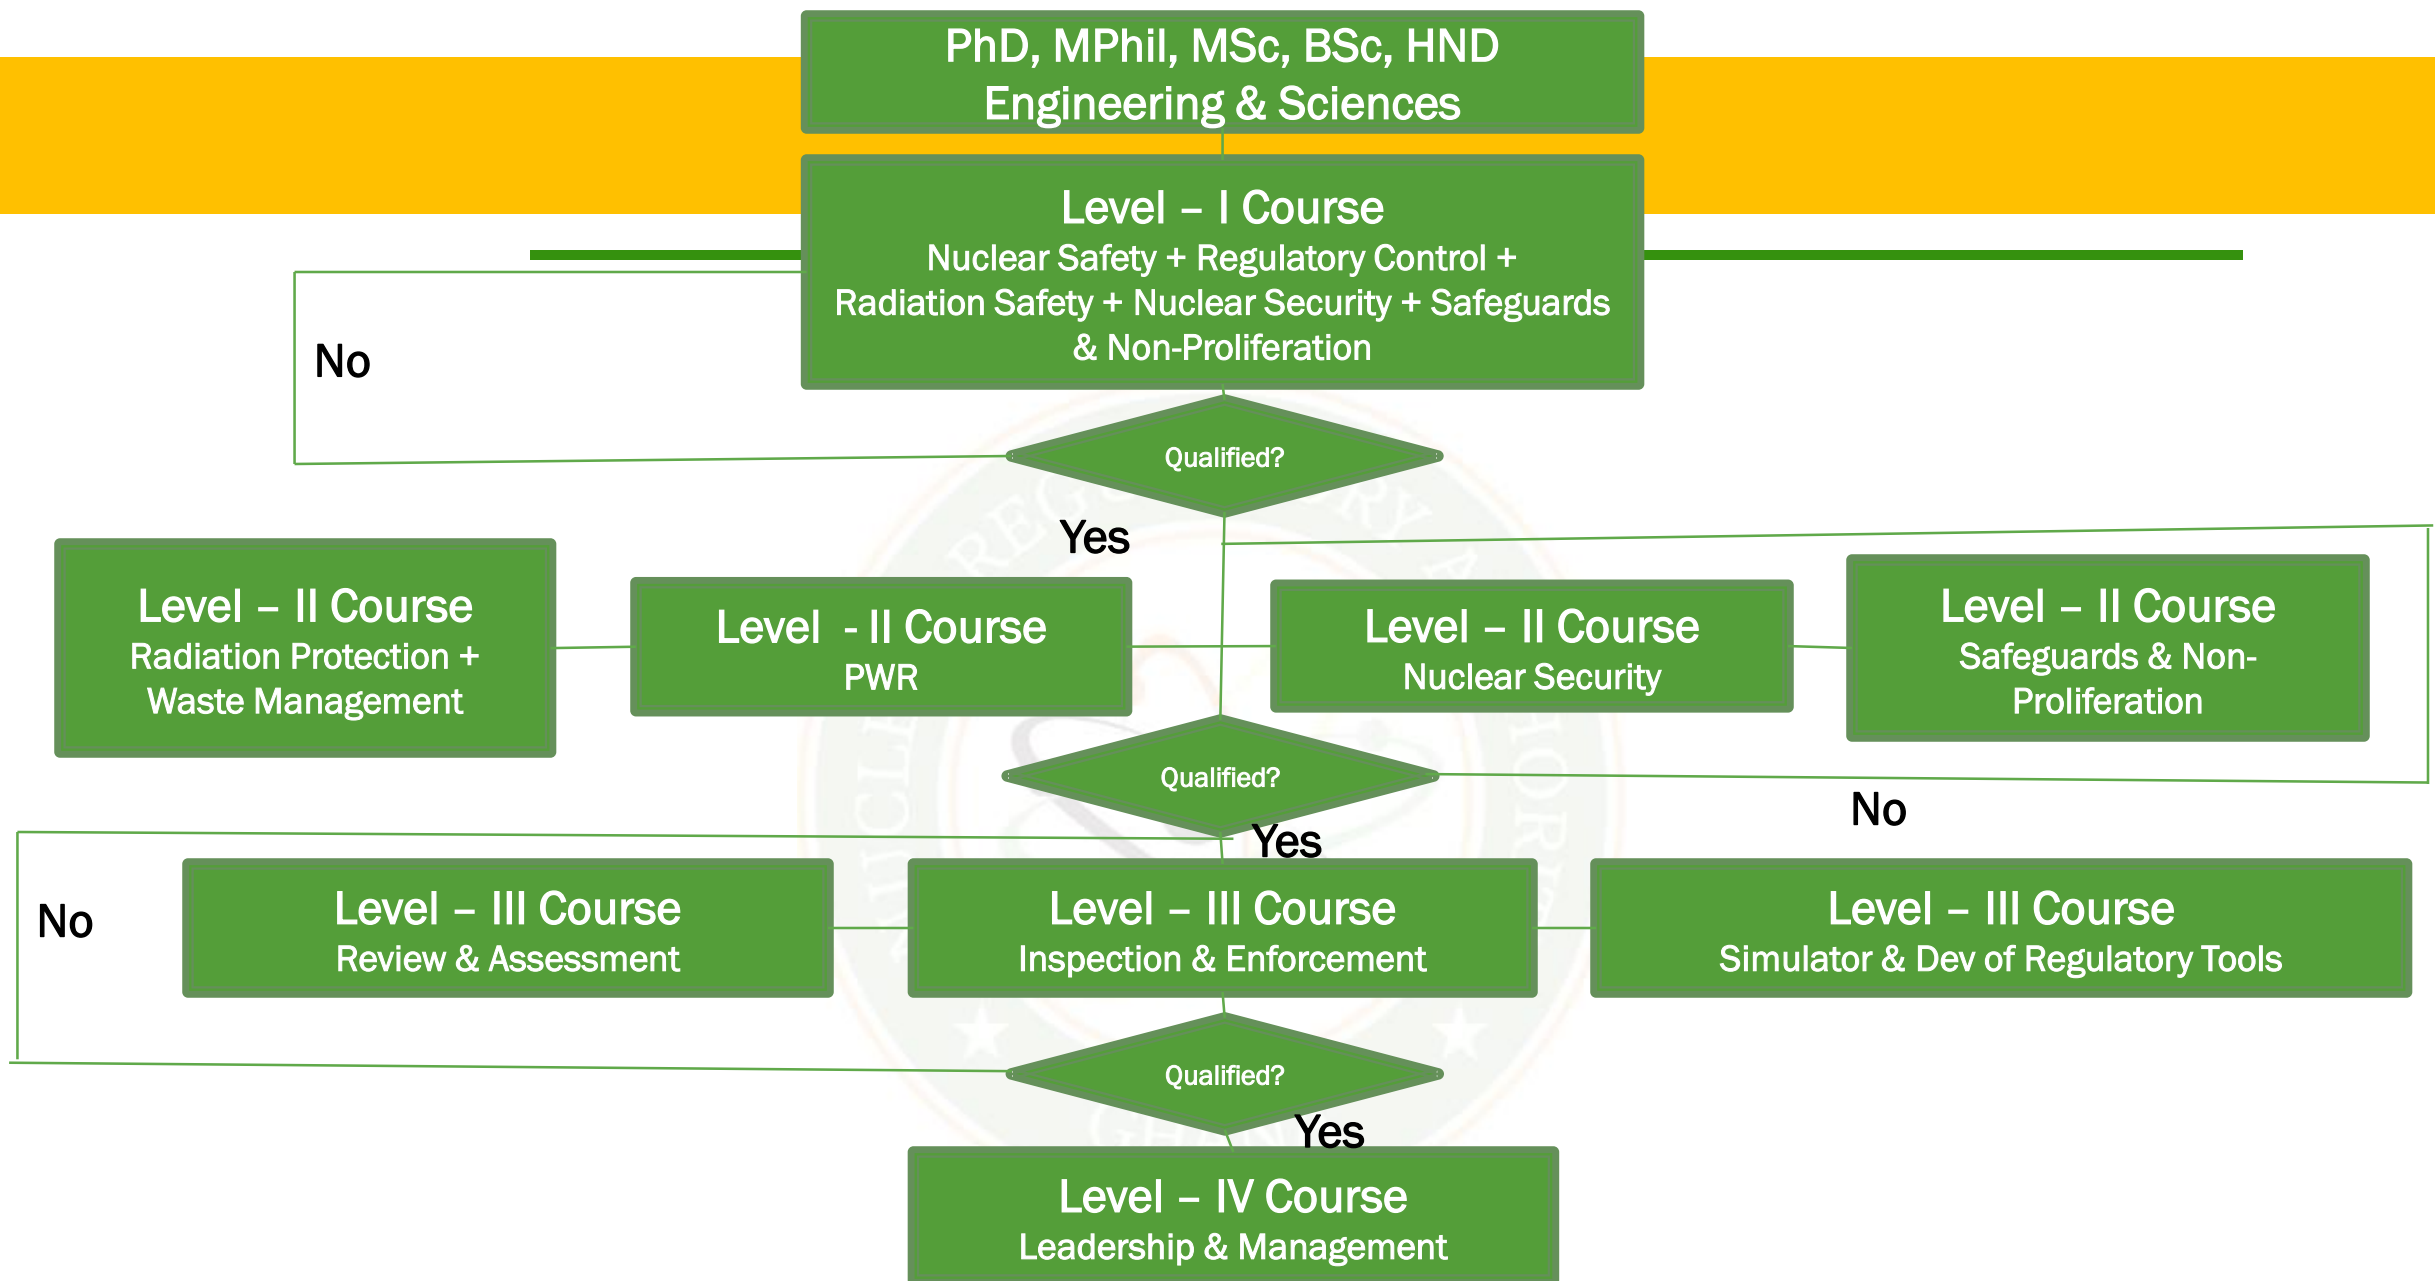 PhD, MPhil, MSc, BSc, HND
Engineering & Sciences
Level – I Course
Nuclear Safety + Regulatory Control +
Radiation Safety + Nuclear Security + Safeguards
& Non-Proliferation
No
Qualified?
Yes
Level – II Course
Radiation Protection +
Waste Management
Level - II Course
PWR
Level – II Course
Nuclear Security
Level – II Course
Safeguards & Non-
Proliferation
Qualified?
No
Yes
No
Level – III Course
Review & Assessment
Level – III Course
Inspection & Enforcement
Level – III Course
Simulator & Dev of Regulatory Tools
Qualified?
Yes
Level – IV Course
Leadership & Management